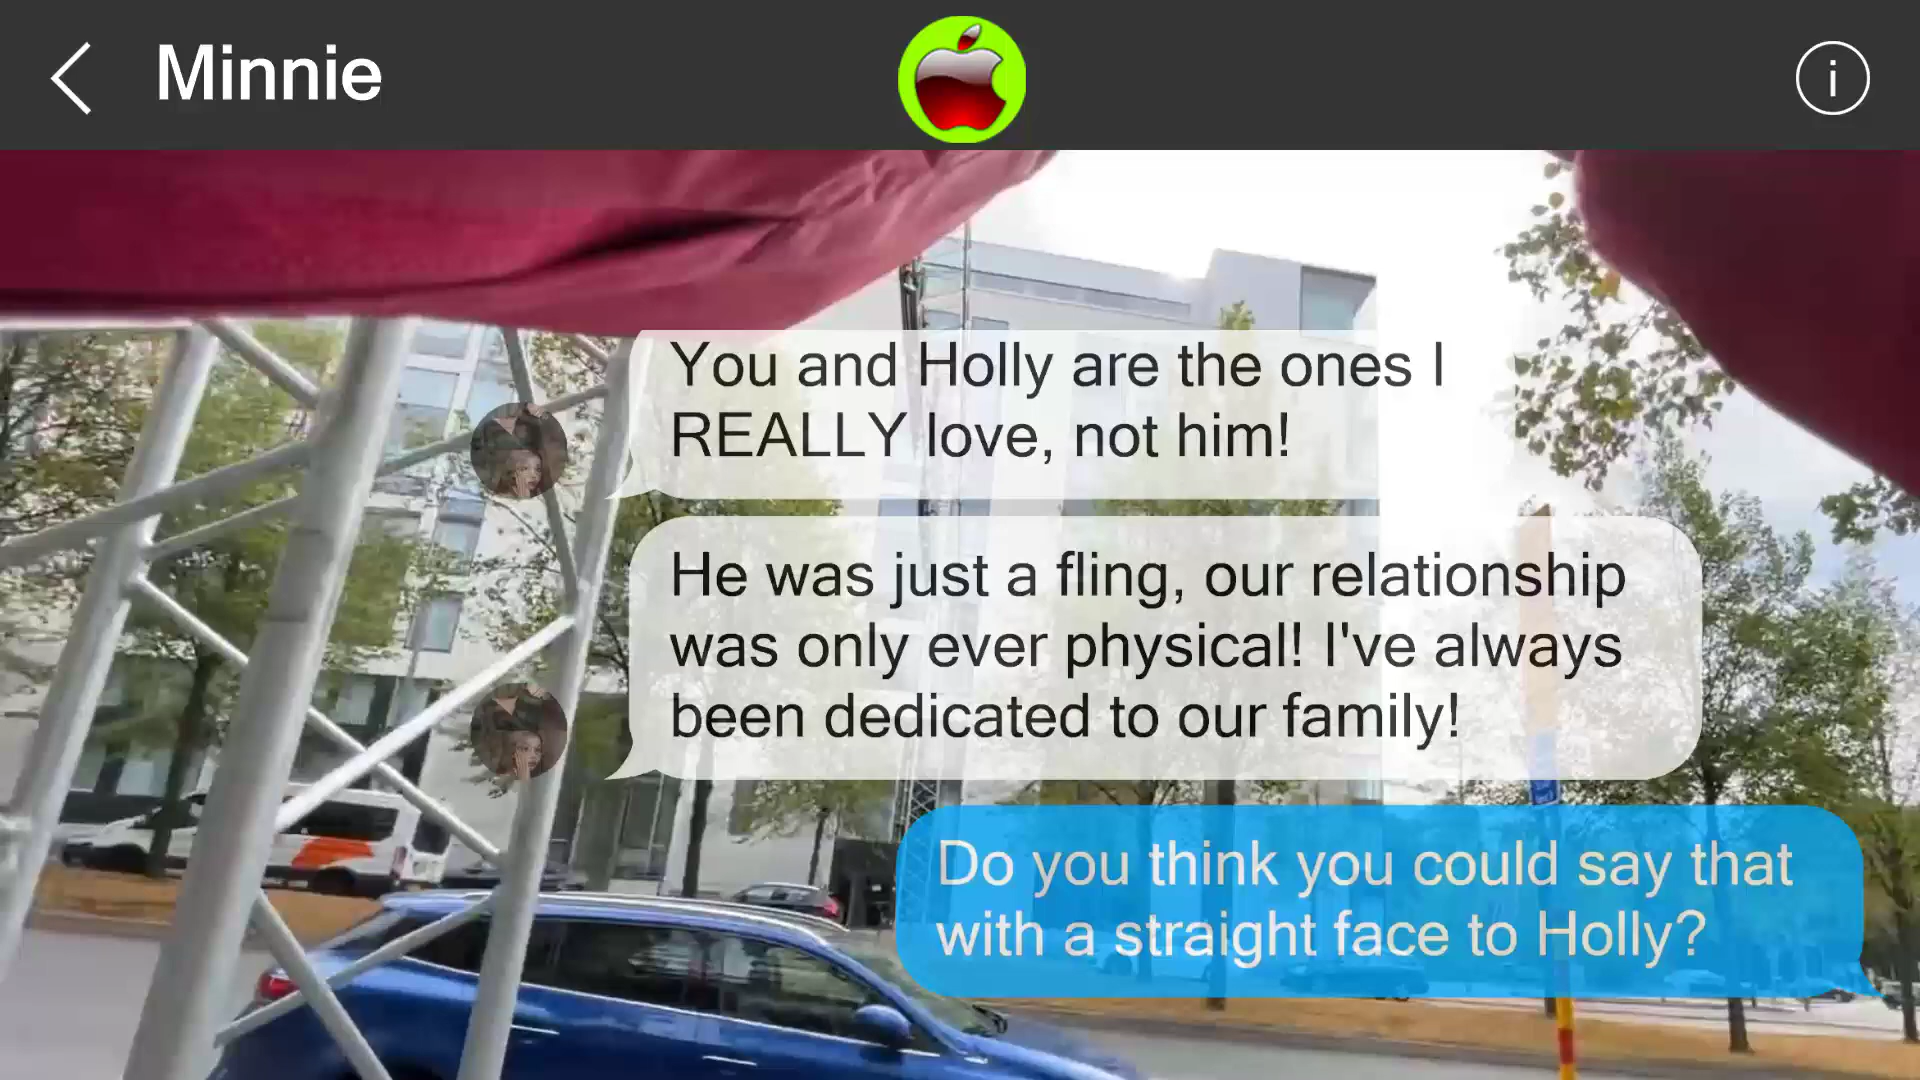 Minnie
You and Holly are the ones I
REALLY love, not him!
He was just a fling, our relationship
was only ever physical! I've always
been dedicated to our family!
Do you think you could say that
with a straight face to Holly?